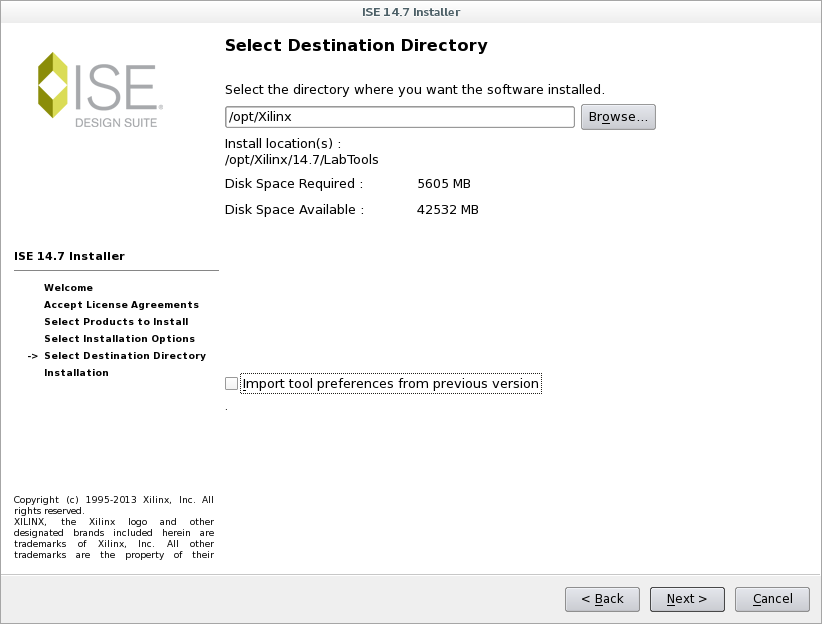 ISE 14.7 Installer
ISE
DESIGN SUITE
Select Destination Directory
Select the directory where you want the software installed.
/opt/Xilinx
Browse...
Install location(s) :
/opt/Xilinx/14.7/LabTools
Disk Space Required : 5605 MB
Disk Space Available : 42532 MB
ISE 14.7 Installer
Welcome
Accept License Agreements
Select Products to Install
Select Installation Options
-> Select Destination Directory
Installation
Import tool preferences from previous version
.
Copyright (c) 1995-2013 Xilinx, Inc. All
rights reserved.
XILINX, the Xilinx logo and other
designated brands included herein are
trademarks of Xilinx, Inc. All other
trademarks are the property of their
< Back
Next >
Cancel